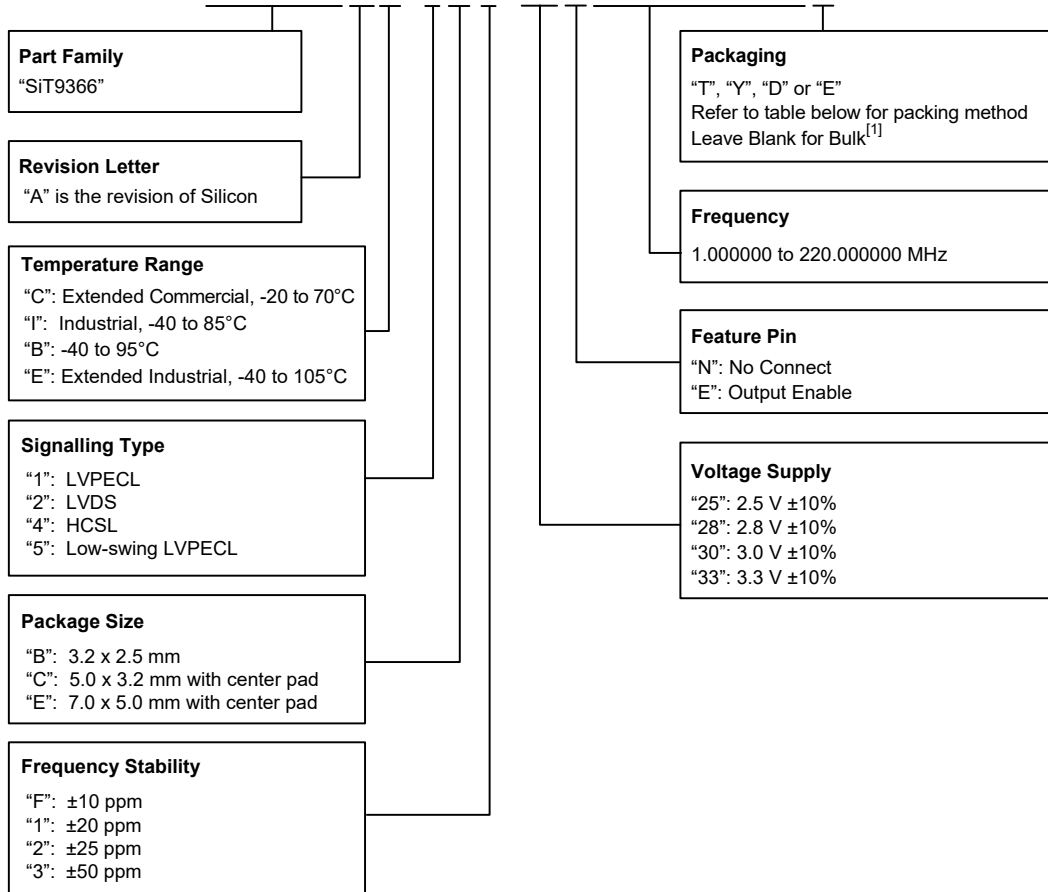 Part Family
“SiT9366”
Revision Letter
“A” is the revision of Silicon
Temperature Range
“C”: Extended Commercial, -20 to 70°C
“I”: Industrial, -40 to 85°C
“B”: -40 to 95°C
“E”: Extended Industrial, -40 to 105°C
Signalling Type
“1”: LVPECL
“2”: LVDS
“4”: HCSL
“5”: Low-swing LVPECL
Package Size
“B”: 3.2 x 2.5 mm
“C”: 5.0 x 3.2 mm with center pad
“E”: 7.0 x 5.0 mm with center pad
Frequency Stability
“F”: ±10 ppm
“1”: ±20 ppm
“2”: ±25 ppm
“3”: ±50 ppm
Packaging
“T”, “Y”, “D” or “E”
Refer to table below for packing method
Leave Blank for Bulk[1]
Frequency
1.000000 to 220.000000 MHz
Feature Pin
“N”: No Connect
“E”: Output Enable
Voltage Supply
“25”: 2.5 V ±10%
“28”: 2.8 V ±10%
“30”: 3.0 V ±10%
“33”: 3.3 V ±10%